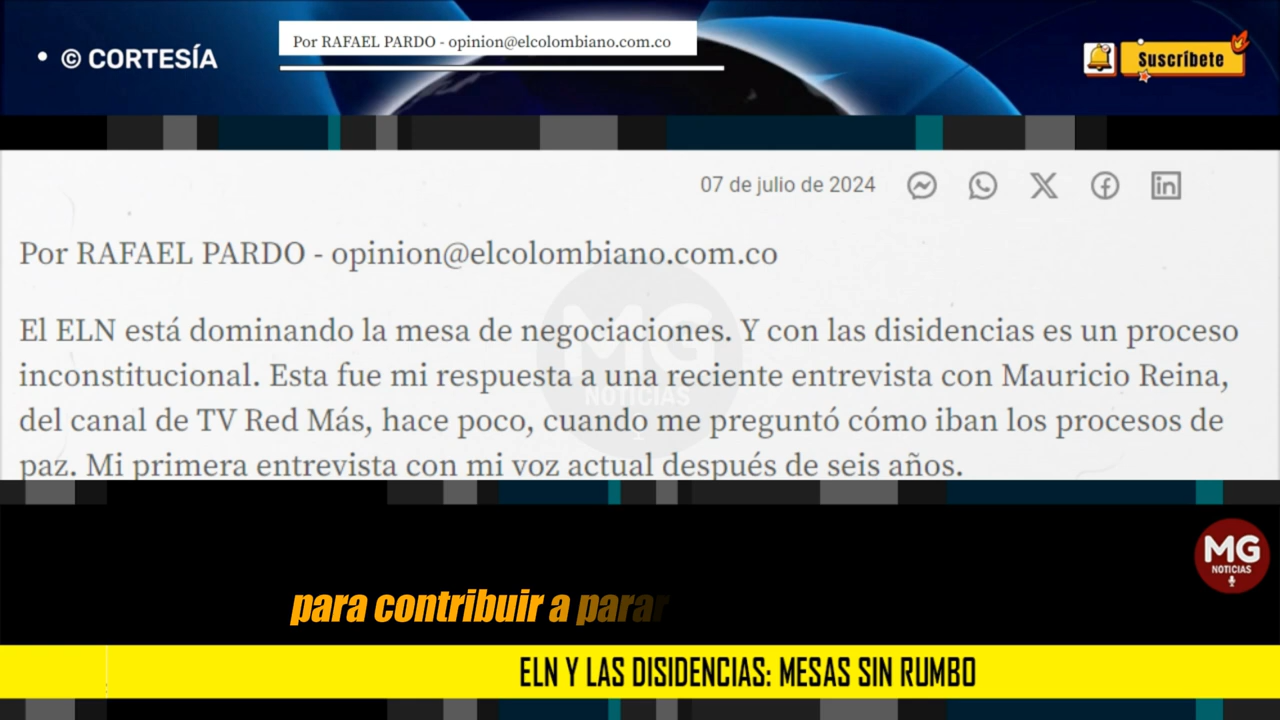 • © CORTESÍA
Por RAFAEL PARDO - opinion@elcolombiano.com.co
Suscríbete
07 de julio de 2024
Por RAFAEL PARDO - opinion@elcolombiano.com.co
El ELN está dominando la mesa de negociaciones. Y con las disidencias es un proceso
inconstitucional. Esta fue mi respuesta a una reciente entrevista con Mauricio Reina,
del canal de TV Red Más, hace poco, cuando me preguntó cómo iban los procesos de
paz. Mi primera entrevista con mi voz actual después de seis años.
MG
NOTICIAS
MG
NOTICIAS
para contribuir a parar
ELN Y LAS DISIDENCIAS: MESAS SIN RUMBO